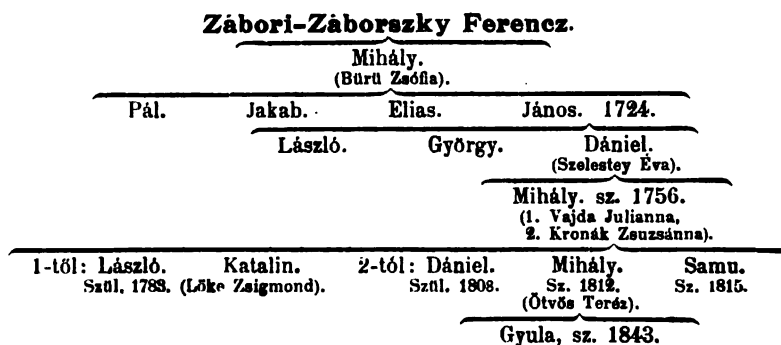 Zábori-Záborszky Ferencz.
Mihály.
(Bürü Zsófia).
Pál. Jakab. Elias. János. 1724.
László. György. Dániel.
(Szelestey Éva).
Mihály. sz. 1756.
(1. Vajda Julianna,
2. Kronák Zsuzsánna).
1-től: László. Katalin. 2-tól: Dániel. Mihály. Samu.
Szül. 1783. (Lőke Zsigmond). Szül. 1808. Sz. 1812. Sz. 1815.
(Ötvös Teréz).
Gyula, sz. 1843.